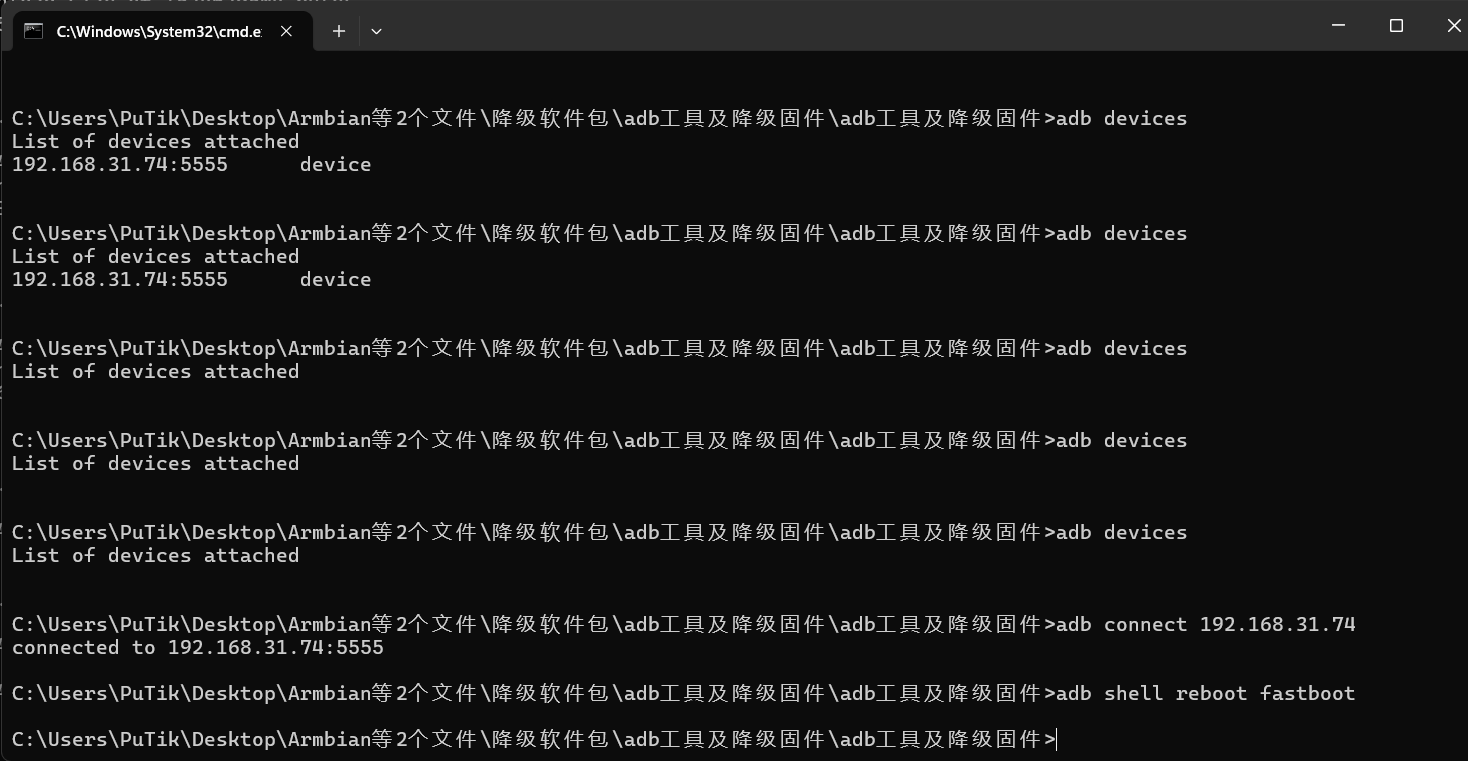 C:\Windows\System32\cmd.e
C:\Users\PuTik\Desktop\Armbian等2个文件\降级软件包\adb工具及降级固件\adb工具及降级固件>adb devices
List of devices attached
192.168.31.74:5555      device
C:\Users\PuTik\Desktop\Armbian等2个文件\降级软件包\adb工具及降级固件\adb工具及降级固件>adb devices
List of devices attached
192.168.31.74:5555      device
C:\Users\PuTik\Desktop\Armbian等2个文件\降级软件包\adb工具及降级固件\adb工具及降级固件>adb devices
List of devices attached
C:\Users\PuTik\Desktop\Armbian等2个文件\降级软件包\adb工具及降级固件\adb工具及降级固件>adb devices
List of devices attached
C:\Users\PuTik\Desktop\Armbian等2个文件\降级软件包\adb工具及降级固件\adb工具及降级固件>adb devices
List of devices attached
C:\Users\PuTik\Desktop\Armbian等2个文件\降级软件包\adb工具及降级固件\adb工具及降级固件>adb connect 192.168.31.74
connected to 192.168.31.74:5555
C:\Users\PuTik\Desktop\Armbian等2个文件\降级软件包\adb工具及降级固件\adb工具及降级固件>adb shell reboot fastboot
C:\Users\PuTik\Desktop\Armbian等2个文件\降级软件包\adb工具及降级固件\adb工具及降级固件>